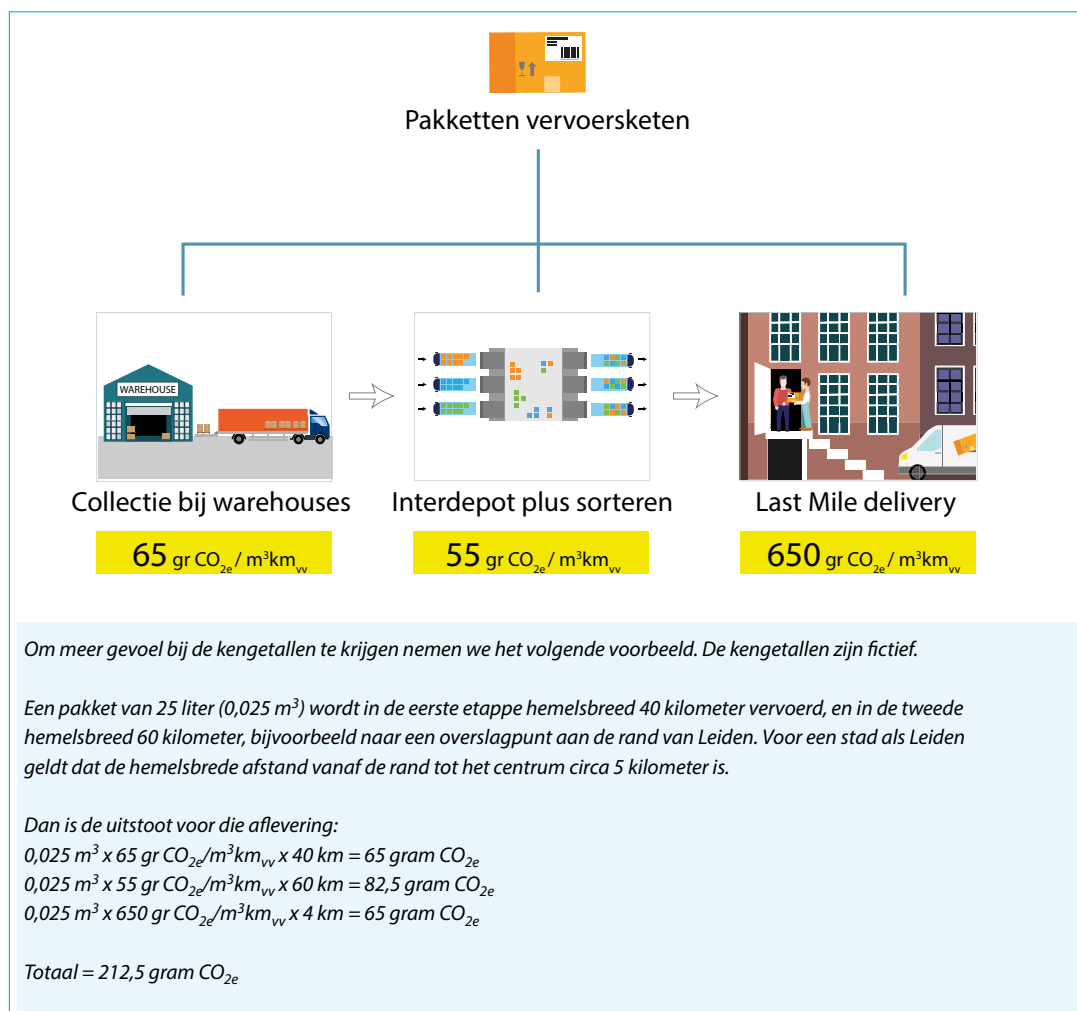 Pakketten vervoersketen
WAREHOUSE
Collectie bij warehouses
65 gr CO2e / m³kmvv
Interdepot plus sorteren
55 gr CO2e / m³kmvv
Last Mile delivery
650 gr CO2e / m³kmvv
Om meer gevoel bij de kengetallen te krijgen nemen we het volgende voorbeeld. De kengetallen zijn fictief.
Een pakket van 25 liter (0,025 m³) wordt in de eerste etappe hemelsbreed 40 kilometer vervoerd, en in de tweede
hemelsbreed 60 kilometer, bijvoorbeeld naar een overslagpunt aan de rand van Leiden. Voor een stad als Leiden
geldt dat de hemelsbrede afstand vanaf de rand tot het centrum circa 5 kilometer is.
Dan is de uitstoot voor die aflevering:
0,025 m³ x 65 gr CO2e/m³kmvv x 40 km = 65 gram CO2e
0,025 m³ x 55 gr CO2e/m³kmvv x 60 km = 82,5 gram CO2e
0,025 m³ x 650 gr CO2e/m³kmvv x 4 km = 65 gram CO2e
Totaal = 212,5 gram CO2e